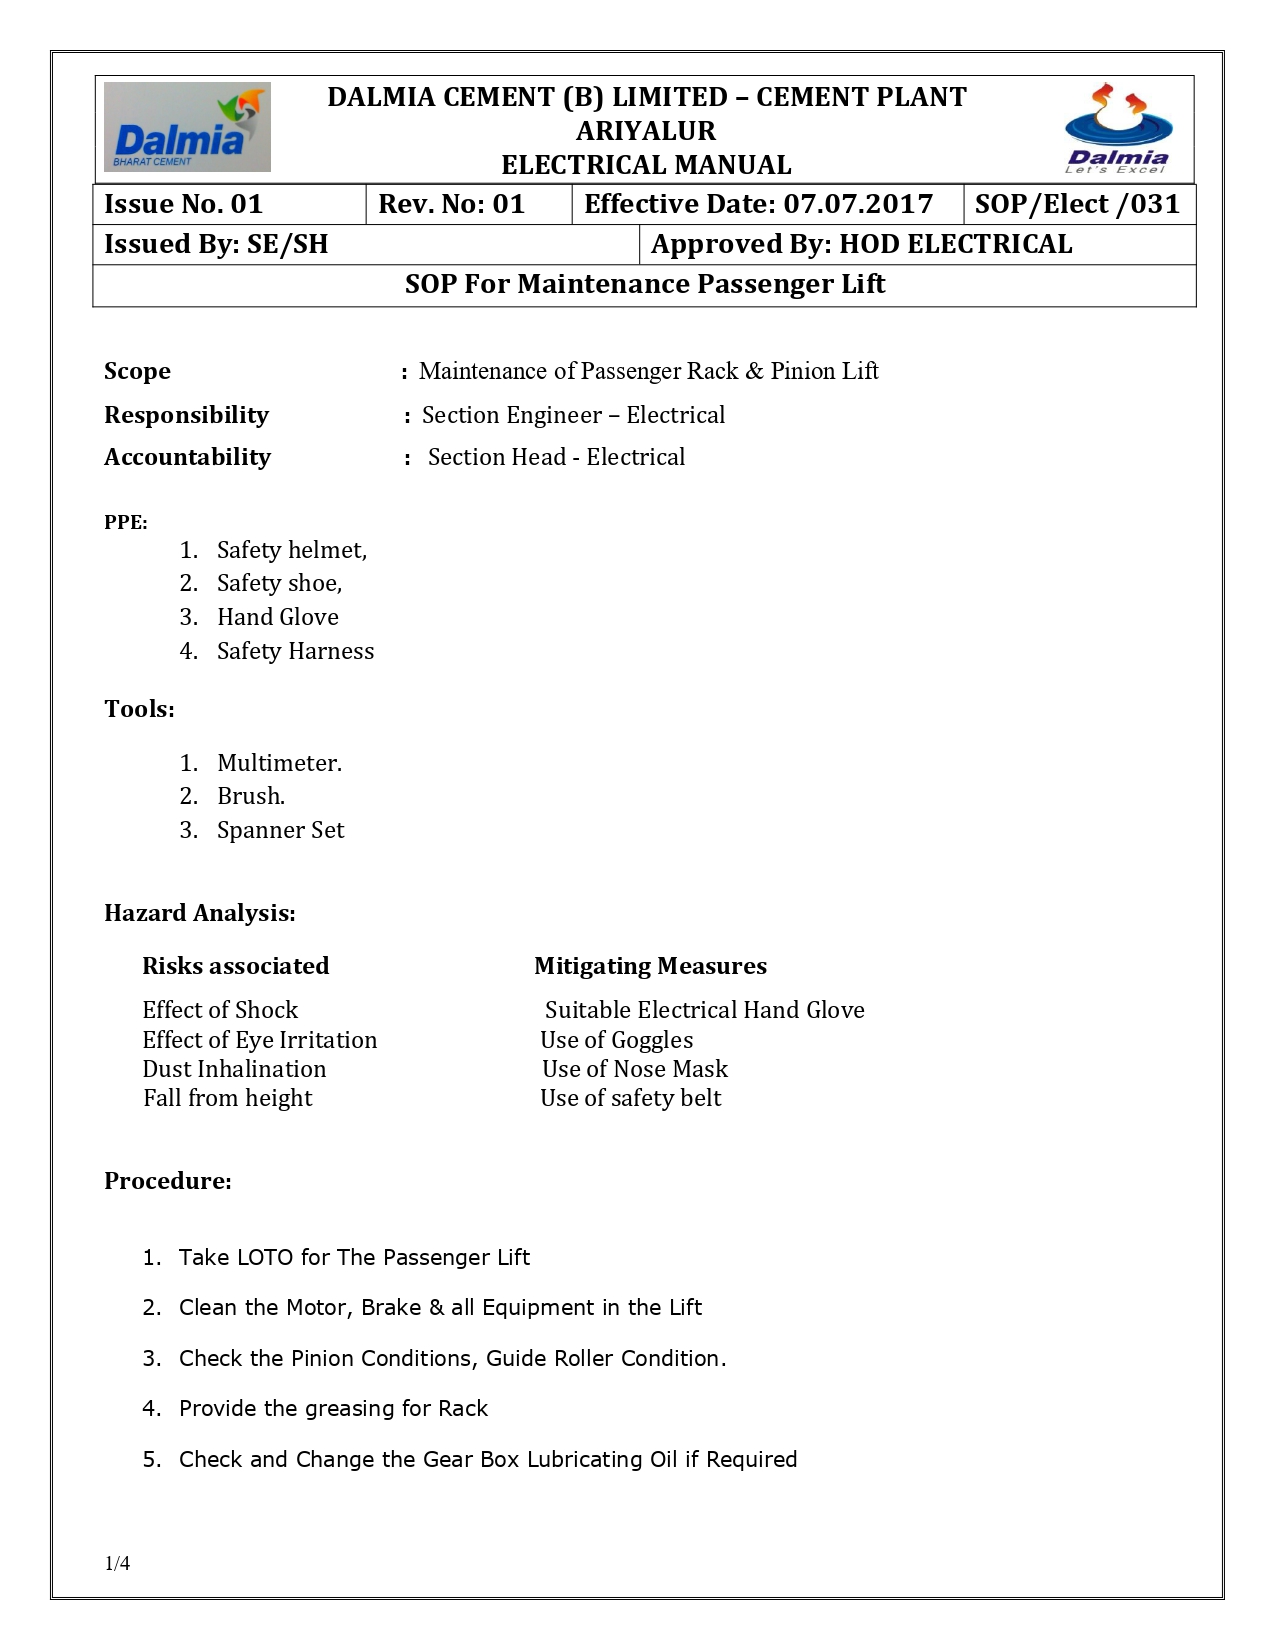 Dalmia
BHARAT CEMENT
DALMIA CEMENT (B) LIMITED – CEMENT PLANT
ARIYALUR
ELECTRICAL MANUAL
Dalmia
Let's Excel
Issue No. 01 Rev. No: 01 Effective Date: 07.07.2017 SOP/Elect /031
Issued By: SE/SH Approved By: HOD ELECTRICAL
SOP For Maintenance Passenger Lift
Scope : Maintenance of Passenger Rack & Pinion Lift
Responsibility : Section Engineer – Electrical
Accountability : Section Head - Electrical
PPE:
1. Safety helmet,
2. Safety shoe,
3. Hand Glove
4. Safety Harness
Tools:
1. Multimeter.
2. Brush.
3. Spanner Set
Hazard Analysis:
Risks associated Mitigating Measures
Effect of Shock Suitable Electrical Hand Glove
Effect of Eye Irritation Use of Goggles
Dust Inhalination Use of Nose Mask
Fall from height Use of safety belt
Procedure:
1. Take LOTO for The Passenger Lift
2. Clean the Motor, Brake & all Equipment in the Lift
3. Check the Pinion Conditions, Guide Roller Condition.
4. Provide the greasing for Rack
5. Check and Change the Gear Box Lubricating Oil if Required
1/4